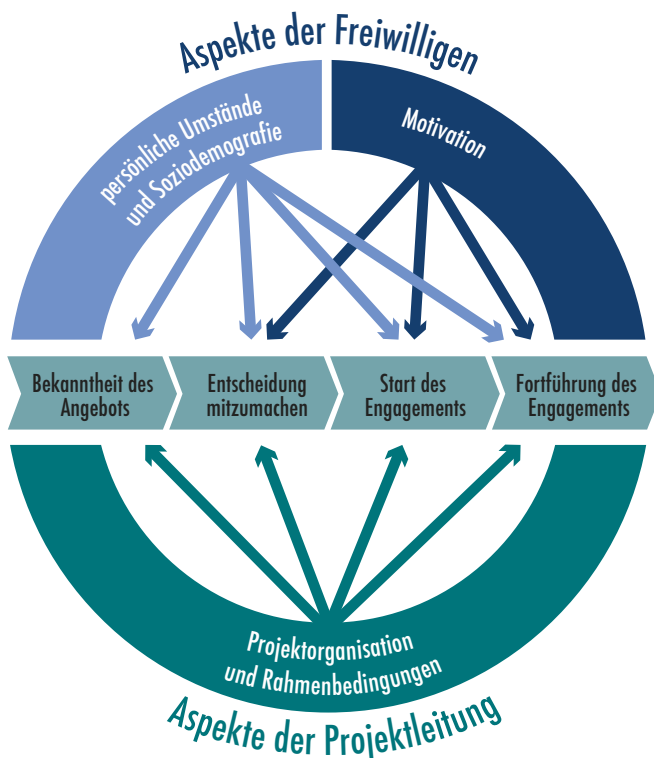 Aspekte der Freiwilligen
persönliche Umstände
und Soziodemografie
Motivation
Bekanntheit des
Angebots
Entscheidung
mitzumachen
Start des
Engagements
Fortführung des
Engagements
Projektorganisation
und Rahmenbedingungen
Aspekte der Projektleitung